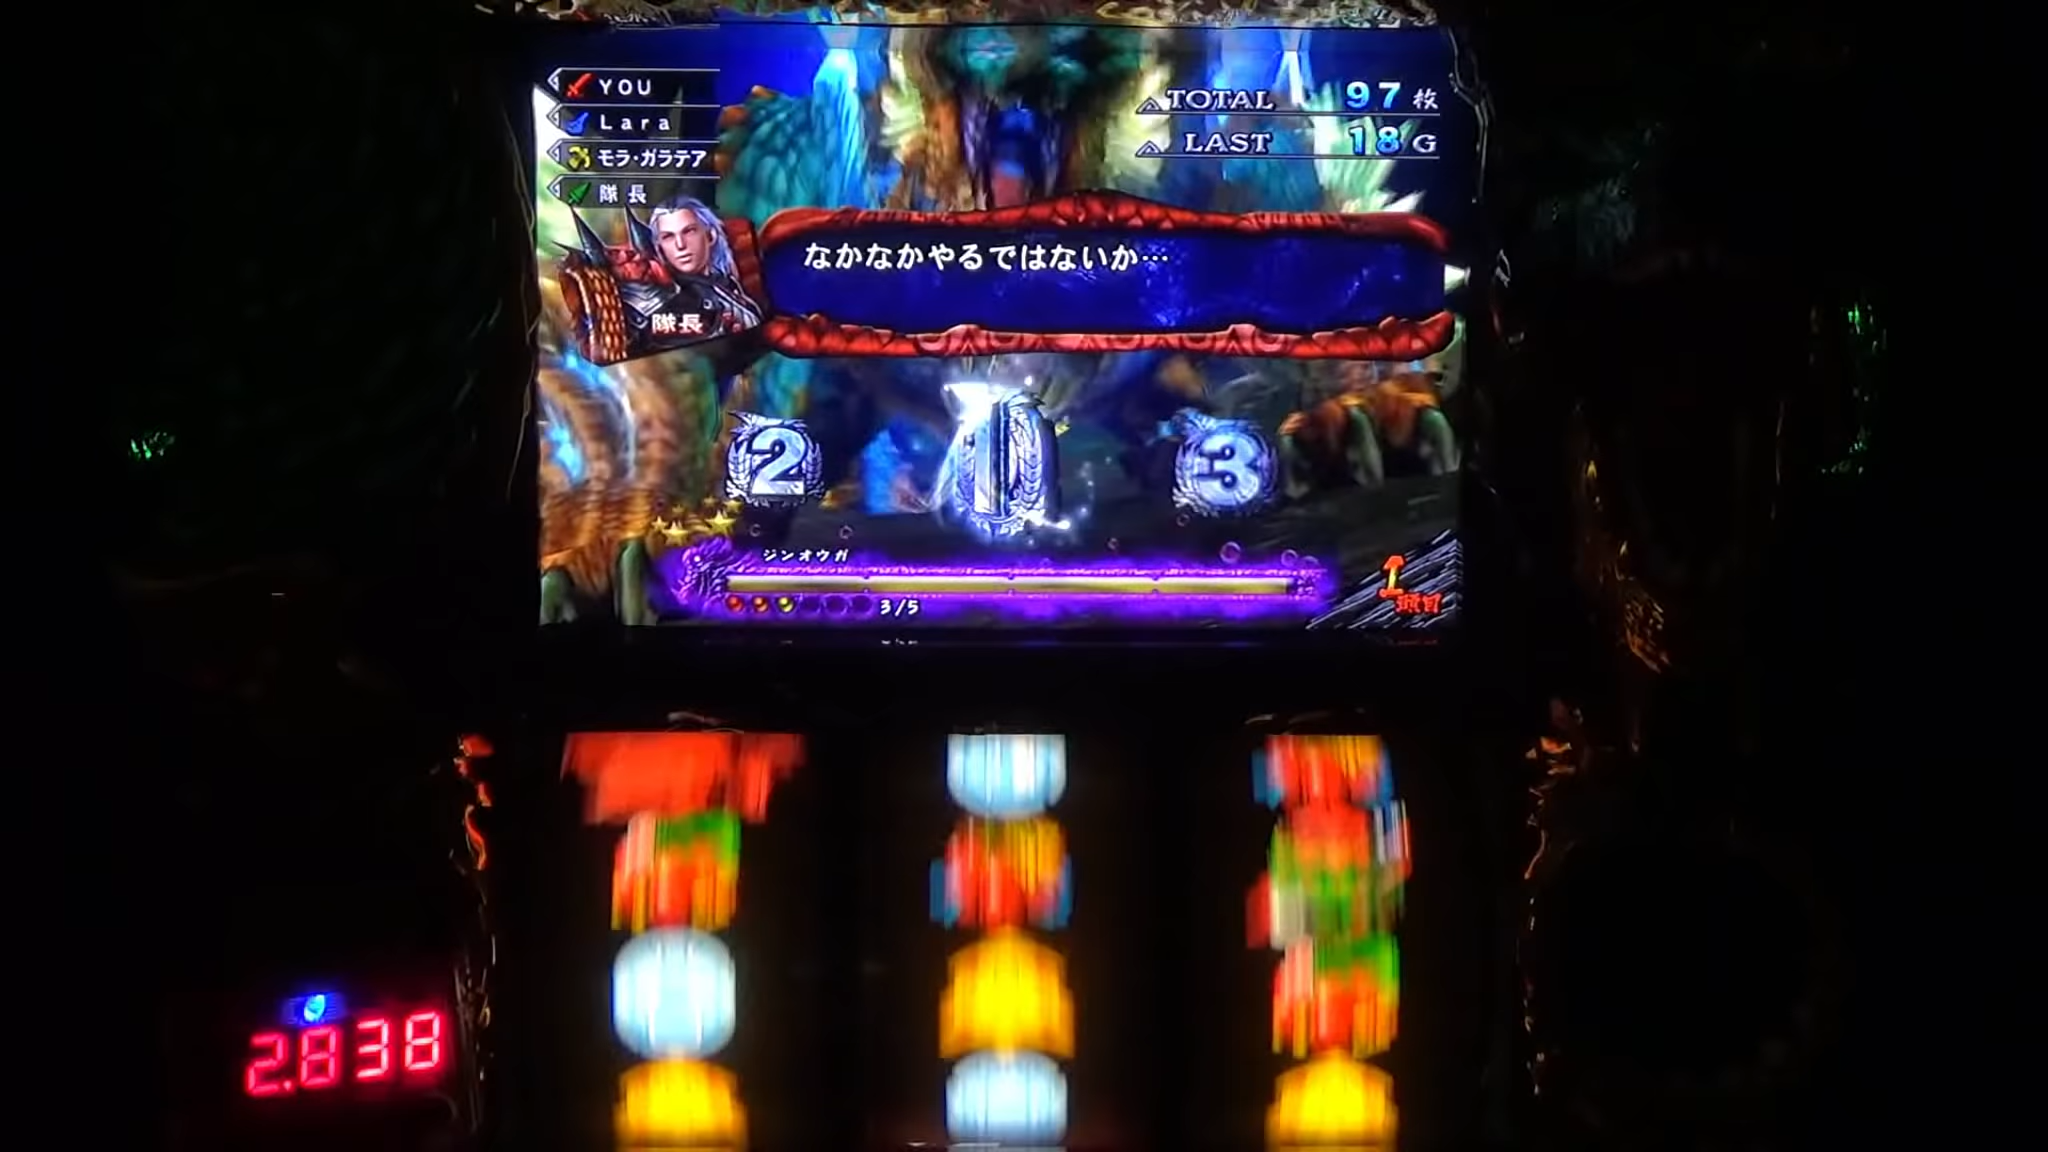 YOU
Lara
モラ・ガラテア
隊長
TOTAL 97枚
LAST 18G
なかなかやるではないか…
隊長
2 1 3
ジンオウガ
3/5
1頭目
2.838